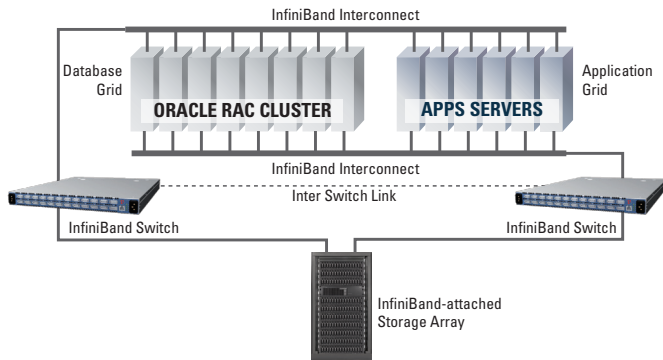 InfiniBand Interconnect
Database
Grid
ORACLE RAC CLUSTER
APPS SERVERS
Application
Grid
InfiniBand Interconnect
Inter Switch Link
InfiniBand Switch
InfiniBand Switch
InfiniBand-attached
Storage Array